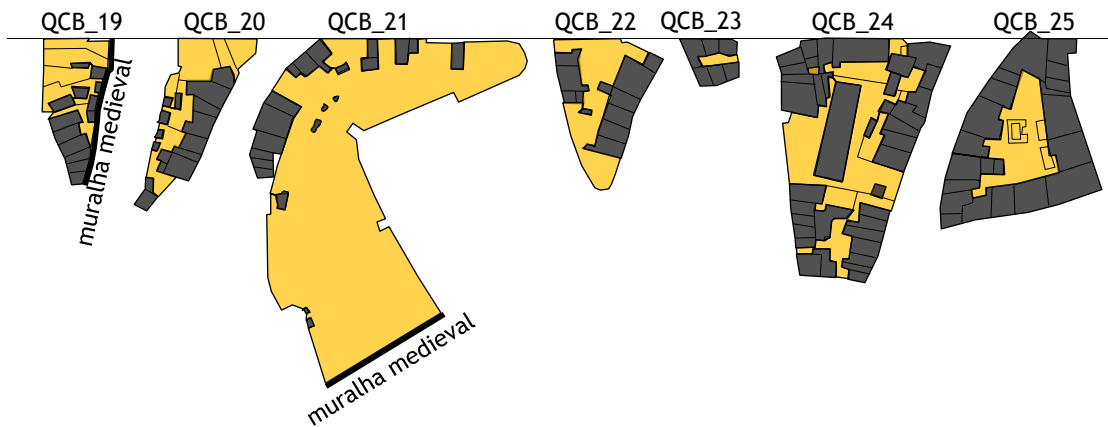 QCB_19
QCB_20
QCB_21
QCB_22
QCB_23
QCB_24
QCB_25
muralha medieval
muralha medieval